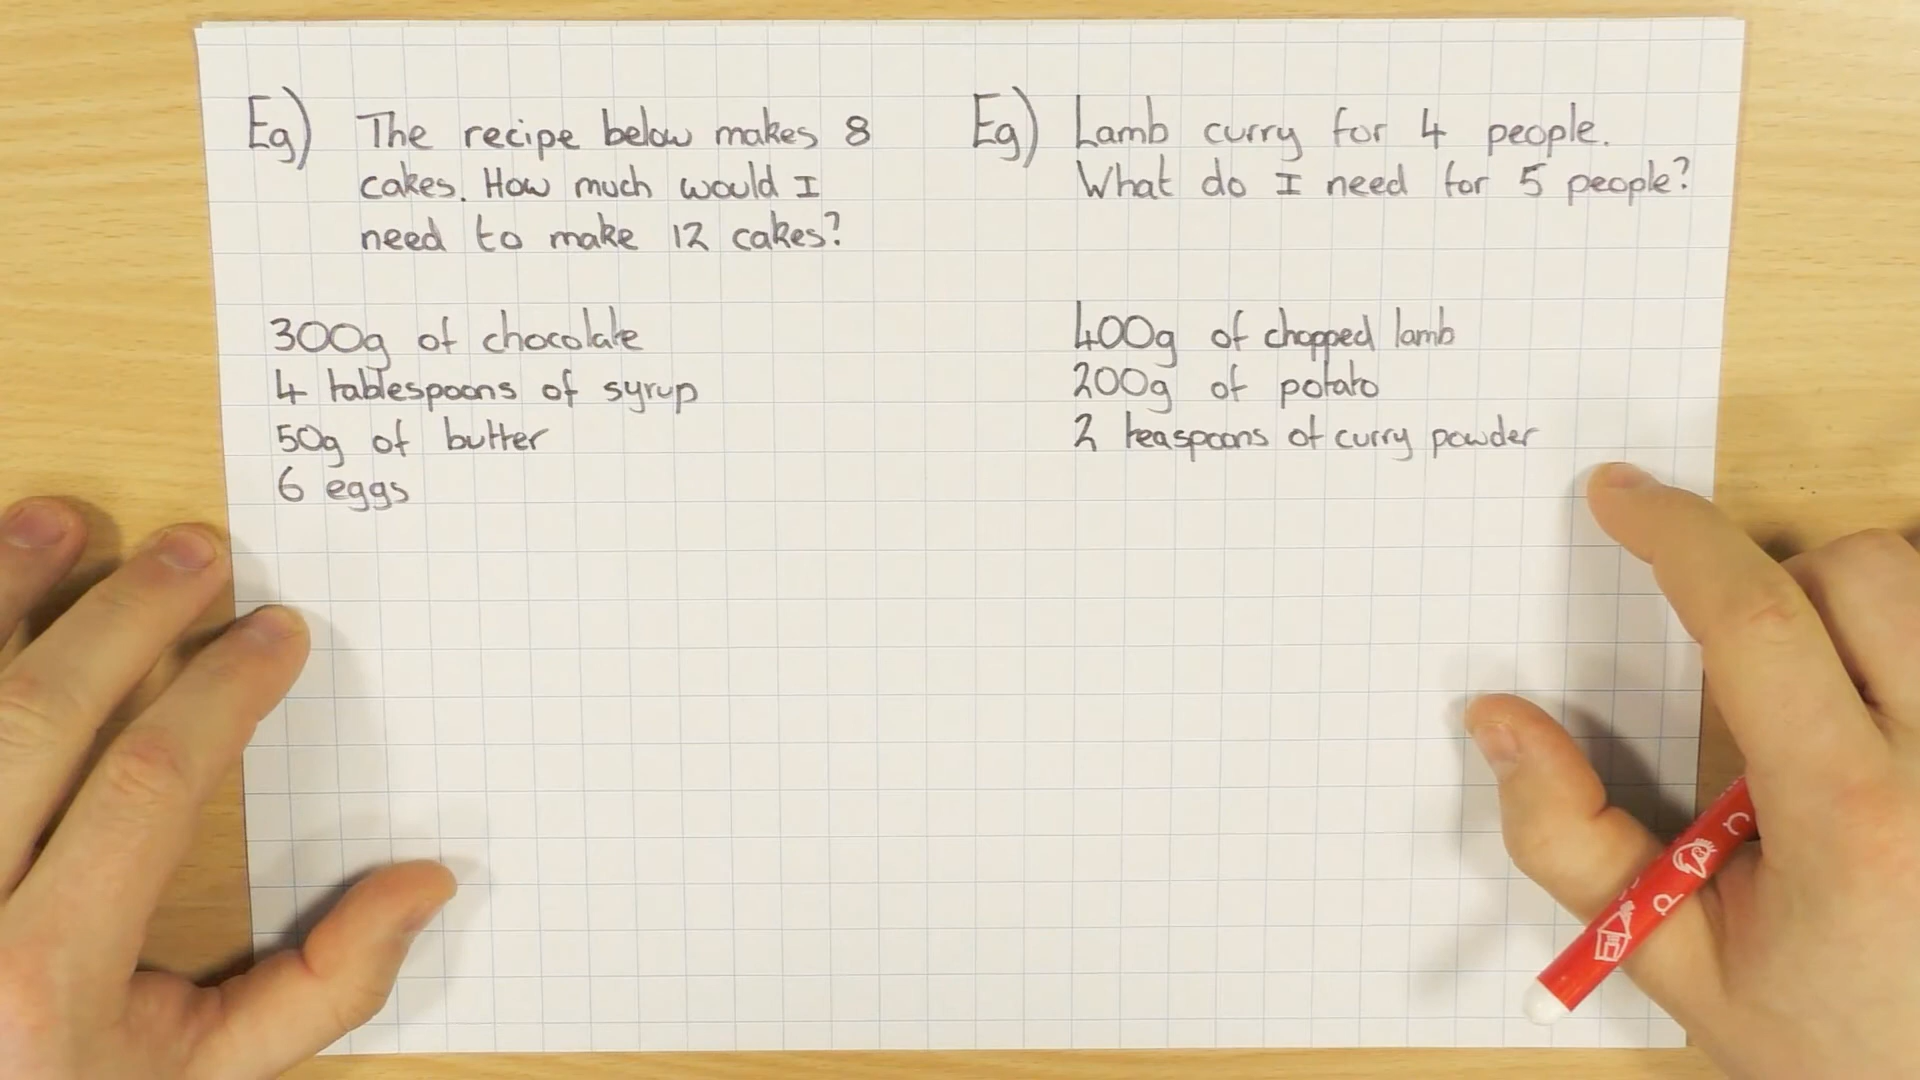 Eg) The recipe below makes 8
cakes. How much would I
need to make 12 cakes?
300g of chocolate
4 tablespoons of syrup
50g of butter
6 eggs
Eg) Lamb curry for 4 people.
What do I need for 5 people?
400g of chopped lamb
200g of potato
2 teaspoons of curry powder